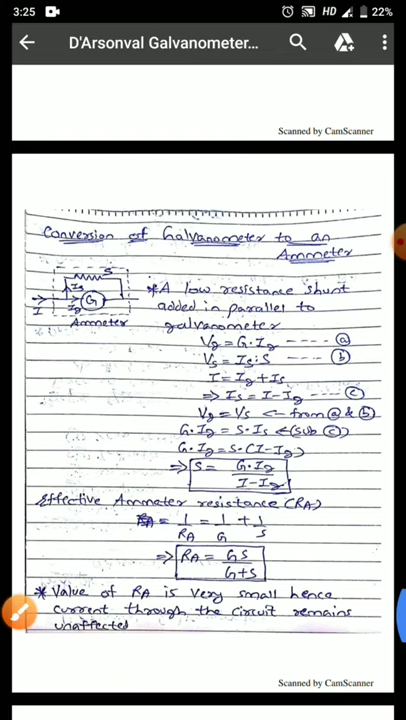 3:25 HD 22%
D'Arsonval Galvanometer...
Scanned by CamScanner
Conversion of Galvanometer to an
Ammeter
S
Is
I Ig G
Ammeter
* A low resistance shunt
added in parallel to
galvanometer
Vg = G·Ig ---- ⓐ
Vs = Is·S ---- ⓑ
I = Ig + Is
⇒ Is = I - Ig ---- ⓒ
Vg = Vs ← from ⓐ & ⓑ
G·Ig = S·Is ← (sub ⓒ)
G·Ig = S·(I-Ig)
⇒ S = G·Ig / I-Ig
Effective Ammeter resistance (RA)
= 1/RA = 1/G + 1/S
⇒ RA = GS / G+S
* Value of RA is very small hence
current through the circuit remains
unaffected
Scanned by CamScanner